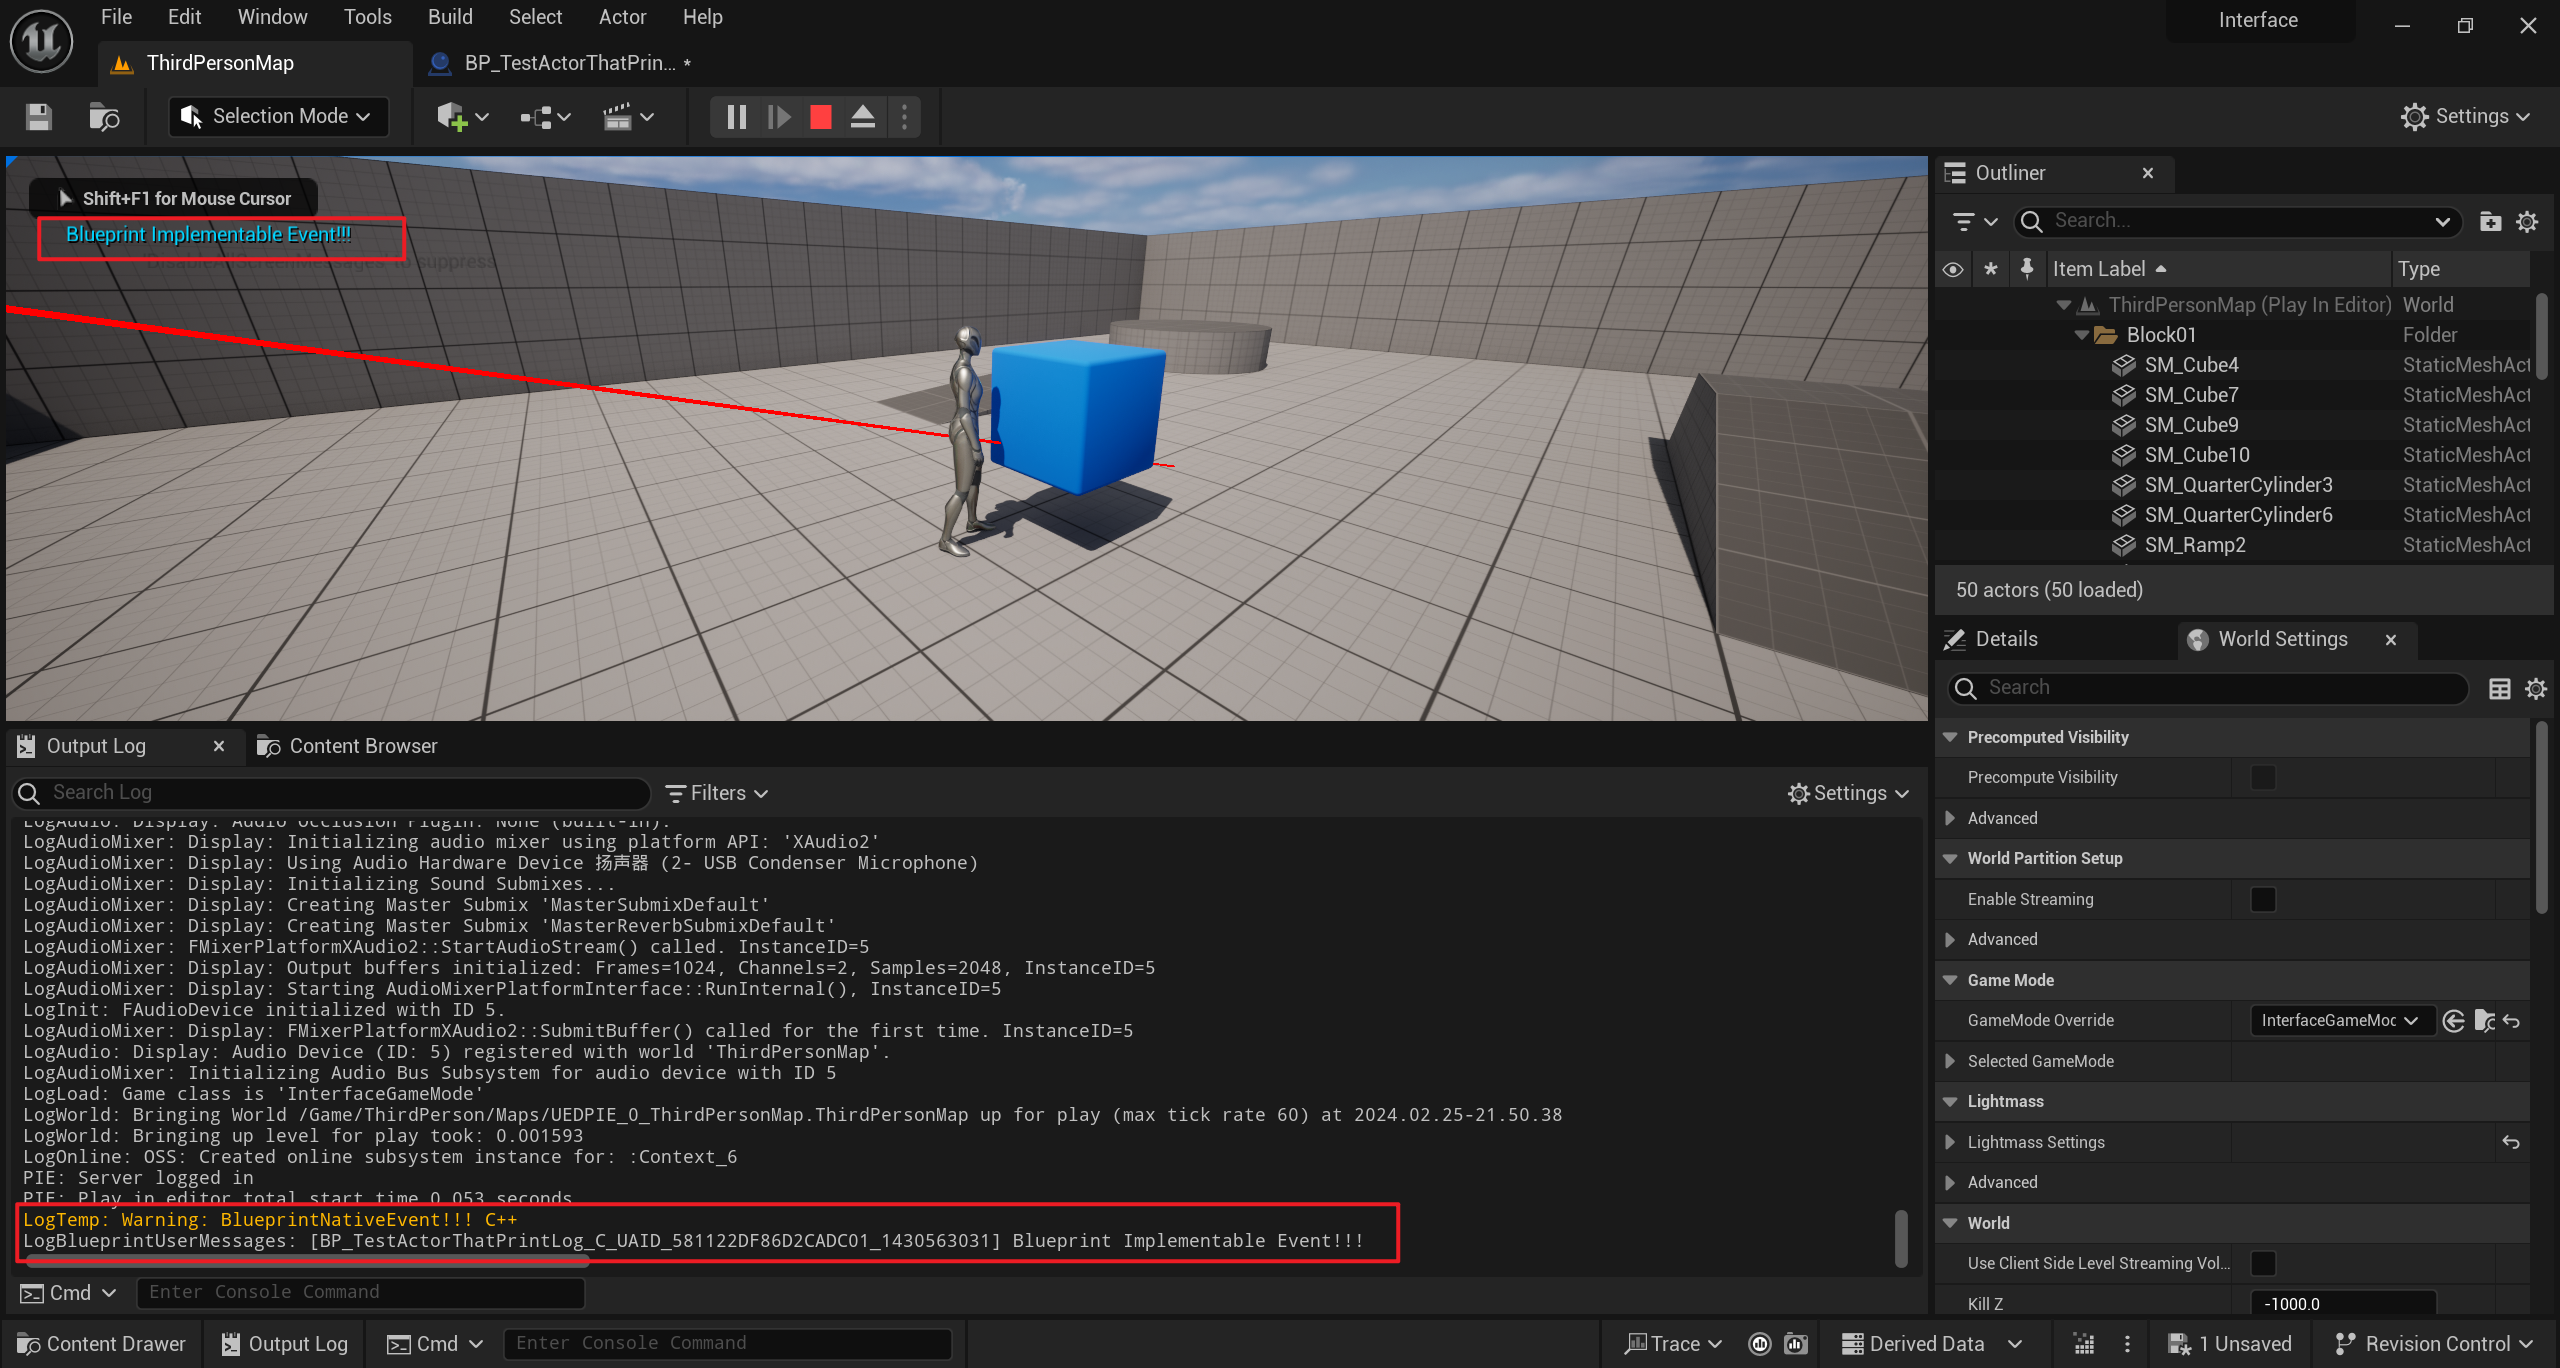 File Edit Window Tools Build Select Actor Help
Interface
ThirdPersonMap
BP_TestActorThatPrin... *
Selection Mode
Settings
Shift+F1 for Mouse Cursor
Blueprint Implementable Event!!!
'DisableAllScreenMessages' to suppress
Outliner
Search...
Item Label Type
ThirdPersonMap (Play In Editor) World
Block01 Folder
SM_Cube4 StaticMeshAct
SM_Cube7 StaticMeshAct
SM_Cube9 StaticMeshAct
SM_Cube10 StaticMeshAct
SM_QuarterCylinder3 StaticMeshAct
SM_QuarterCylinder6 StaticMeshAct
SM_Ramp2 StaticMeshAct
50 actors (50 loaded)
Details
World Settings
Search
Precomputed Visibility
Precompute Visibility
Advanced
World Partition Setup
Enable Streaming
Advanced
Game Mode
GameMode Override InterfaceGameMoc
Selected GameMode
Lightmass
Lightmass Settings
Advanced
World
Use Client Side Level Streaming Vol...
Kill Z -1000.0
Output Log
Content Browser
Search Log
Filters
Settings
LogAudio: Display: Audio Occlusion Plugin: None (built-in).
LogAudioMixer: Display: Initializing audio mixer using platform API: 'XAudio2'
LogAudioMixer: Display: Using Audio Hardware Device 扬声器 (2- USB Condenser Microphone)
LogAudioMixer: Display: Initializing Sound Submixes...
LogAudioMixer: Display: Creating Master Submix 'MasterSubmixDefault'
LogAudioMixer: Display: Creating Master Submix 'MasterReverbSubmixDefault'
LogAudioMixer: FMixerPlatformXAudio2::StartAudioStream() called. InstanceID=5
LogAudioMixer: Display: Output buffers initialized: Frames=1024, Channels=2, Samples=2048, InstanceID=5
LogAudioMixer: Display: Starting AudioMixerPlatformInterface::RunInternal(), InstanceID=5
LogInit: FAudioDevice initialized with ID 5.
LogAudioMixer: Display: FMixerPlatformXAudio2::SubmitBuffer() called for the first time. InstanceID=5
LogAudio: Display: Audio Device (ID: 5) registered with world 'ThirdPersonMap'.
LogAudioMixer: Initializing Audio Bus Subsystem for audio device with ID 5
LogLoad: Game class is 'InterfaceGameMode'
LogWorld: Bringing World /Game/ThirdPerson/Maps/UEDPIE_0_ThirdPersonMap.ThirdPersonMap up for play (max tick rate 60) at 2024.02.25-21.50.38
LogWorld: Bringing up level for play took: 0.001593
LogOnline: OSS: Created online subsystem instance for: :Context_6
PIE: Server logged in
PIE: Play in editor total start time 0.053 seconds.
LogTemp: Warning: BlueprintNativeEvent!!! C++
LogBlueprintUserMessages: [BP_TestActorThatPrintLog_C_UAID_581122DF86D2CADC01_1430563031] Blueprint Implementable Event!!!
Cmd Enter Console Command
Content Drawer Output Log Cmd Enter Console Command Trace Derived Data 1 Unsaved Revision Control